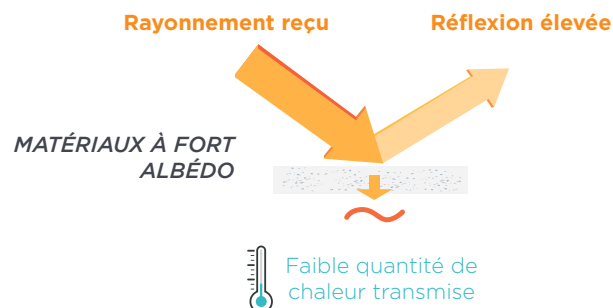 Rayonnement reçu
Réflexion élevée
MATÉRIAUX À FORT
ALBÉDO
Faible quantité de
chaleur transmise